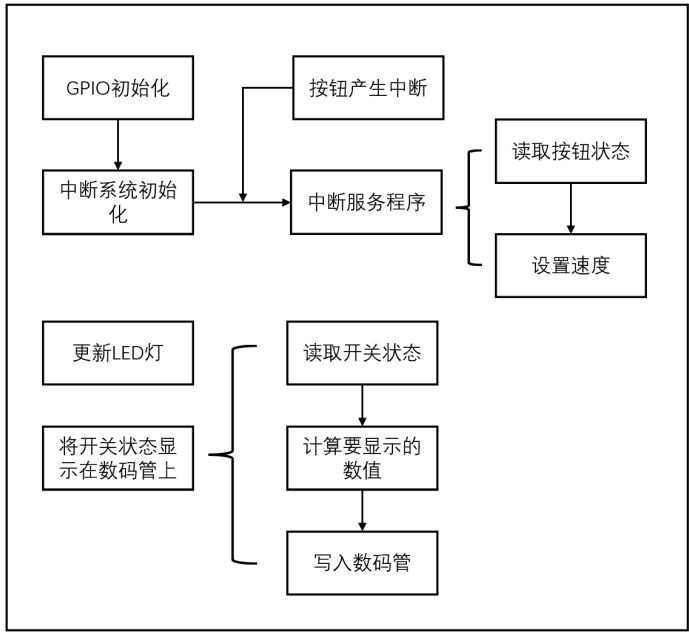 GPIO初始化
按钮产生中断
中断系统初始
化
中断服务程序
读取按钮状态
设置速度
更新LED灯
将开关状态显
示在数码管上
读取开关状态
计算要显示的
数值
写入数码管